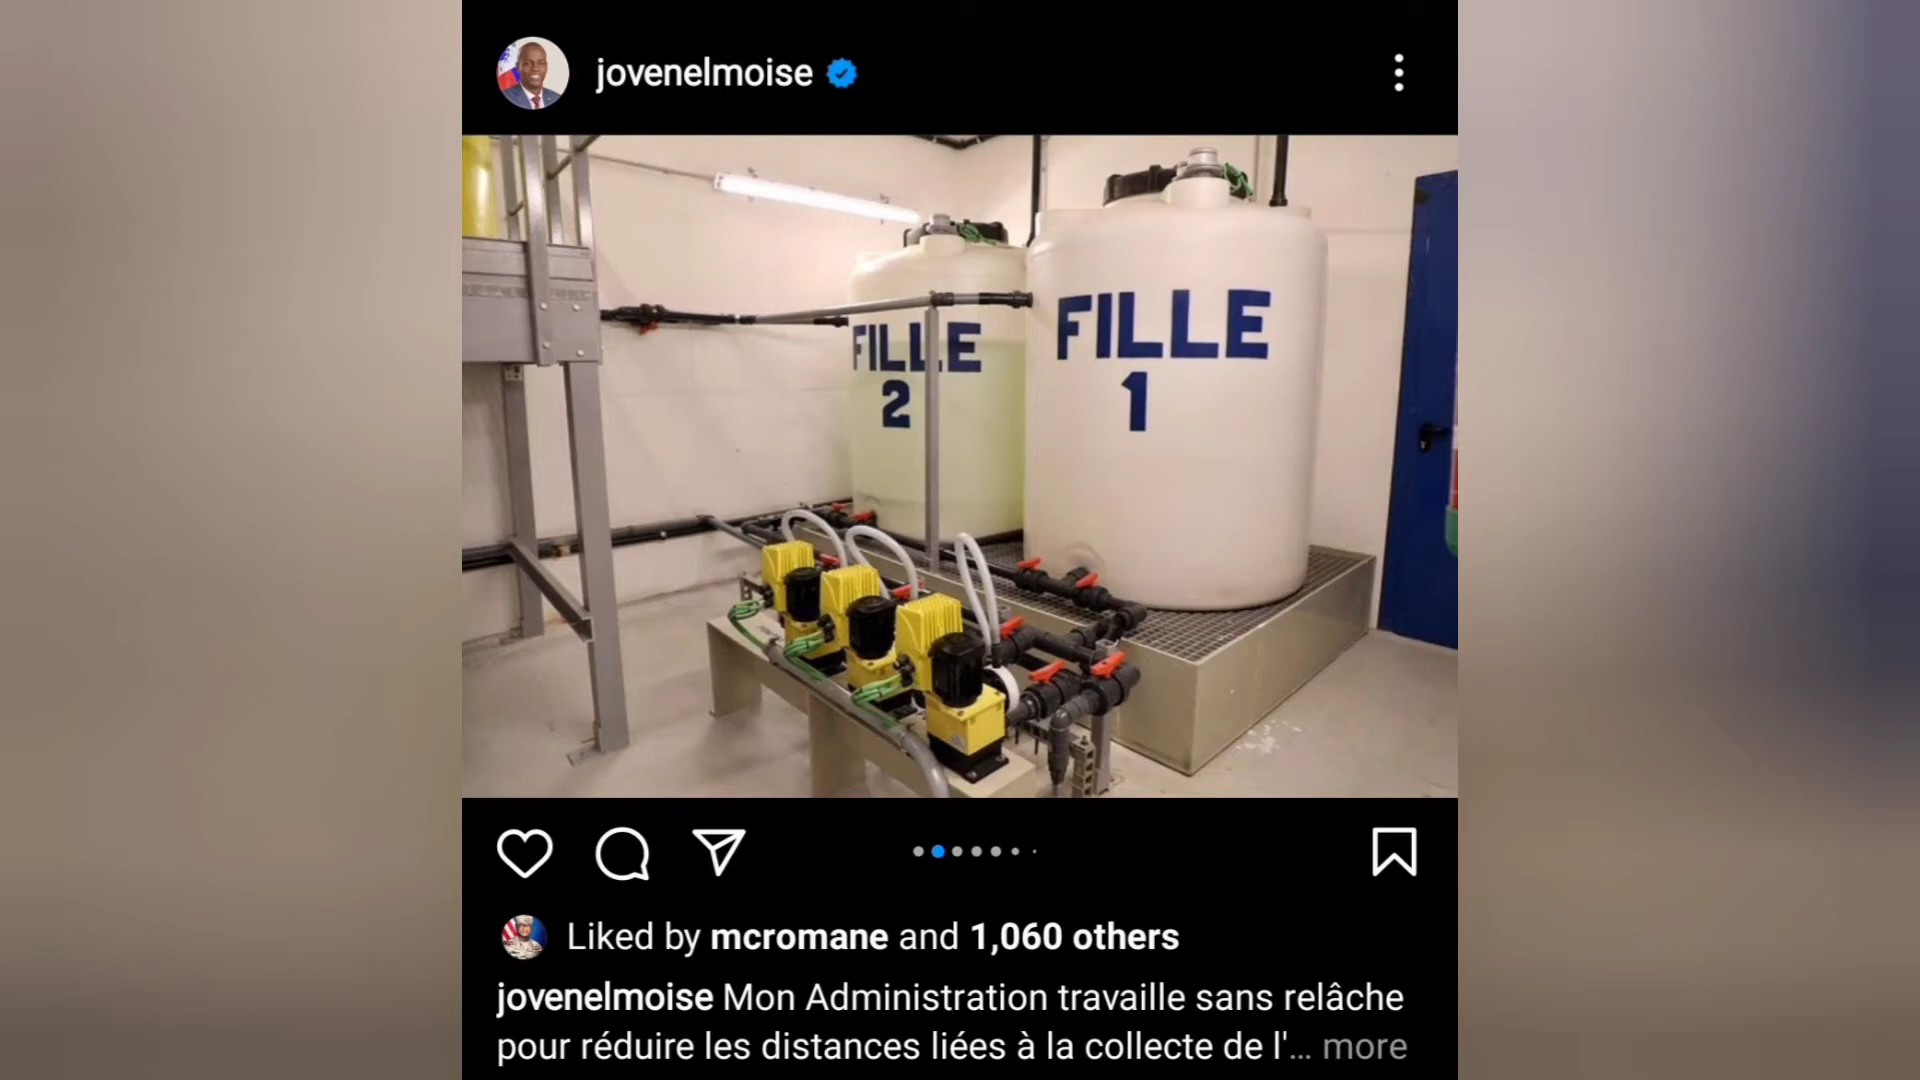 jovenelmoise
FILLE
2
FILLE
1
Liked by mcromane and 1,060 others
jovenelmoise Mon Administration travaille sans relâche
pour réduire les distances liées à la collecte de l'... more